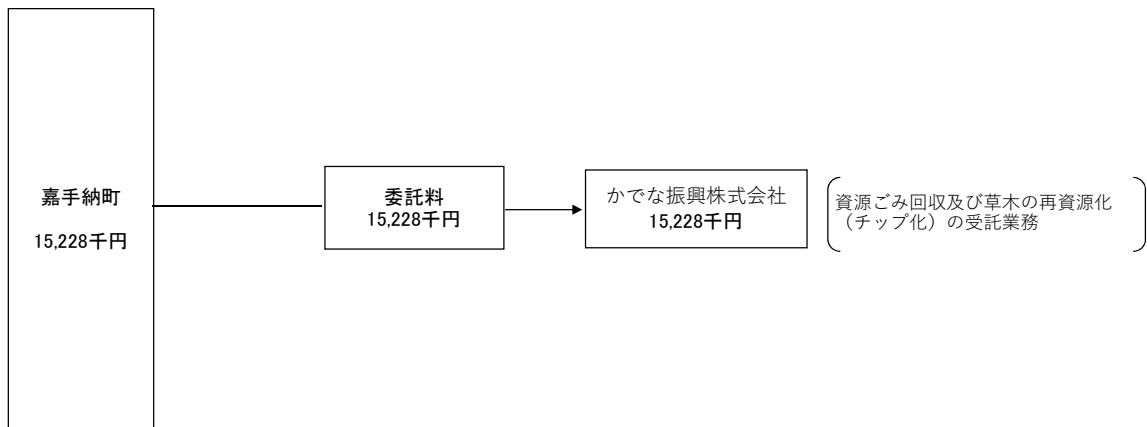 嘉手納町
15,228千円
委託料
15,228千円
かでな振興株式会社
15,228千円
資源ごみ回収及び草木の再資源化
（チップ化）の受託業務